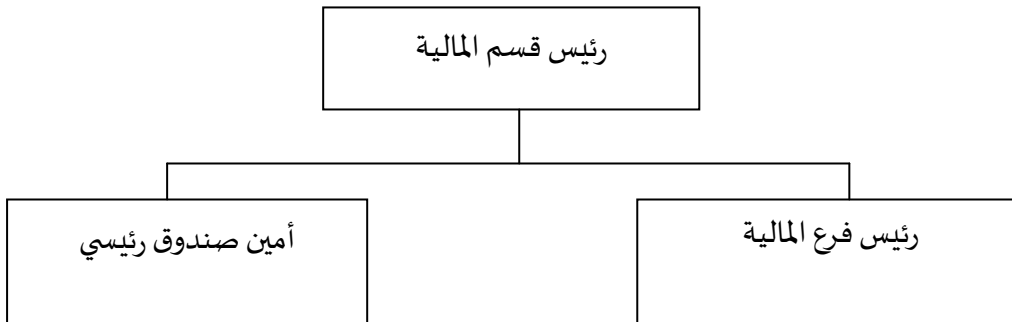 رئيس قسم المالية
رئيس فرع المالية
أمين صندوق رئيسي